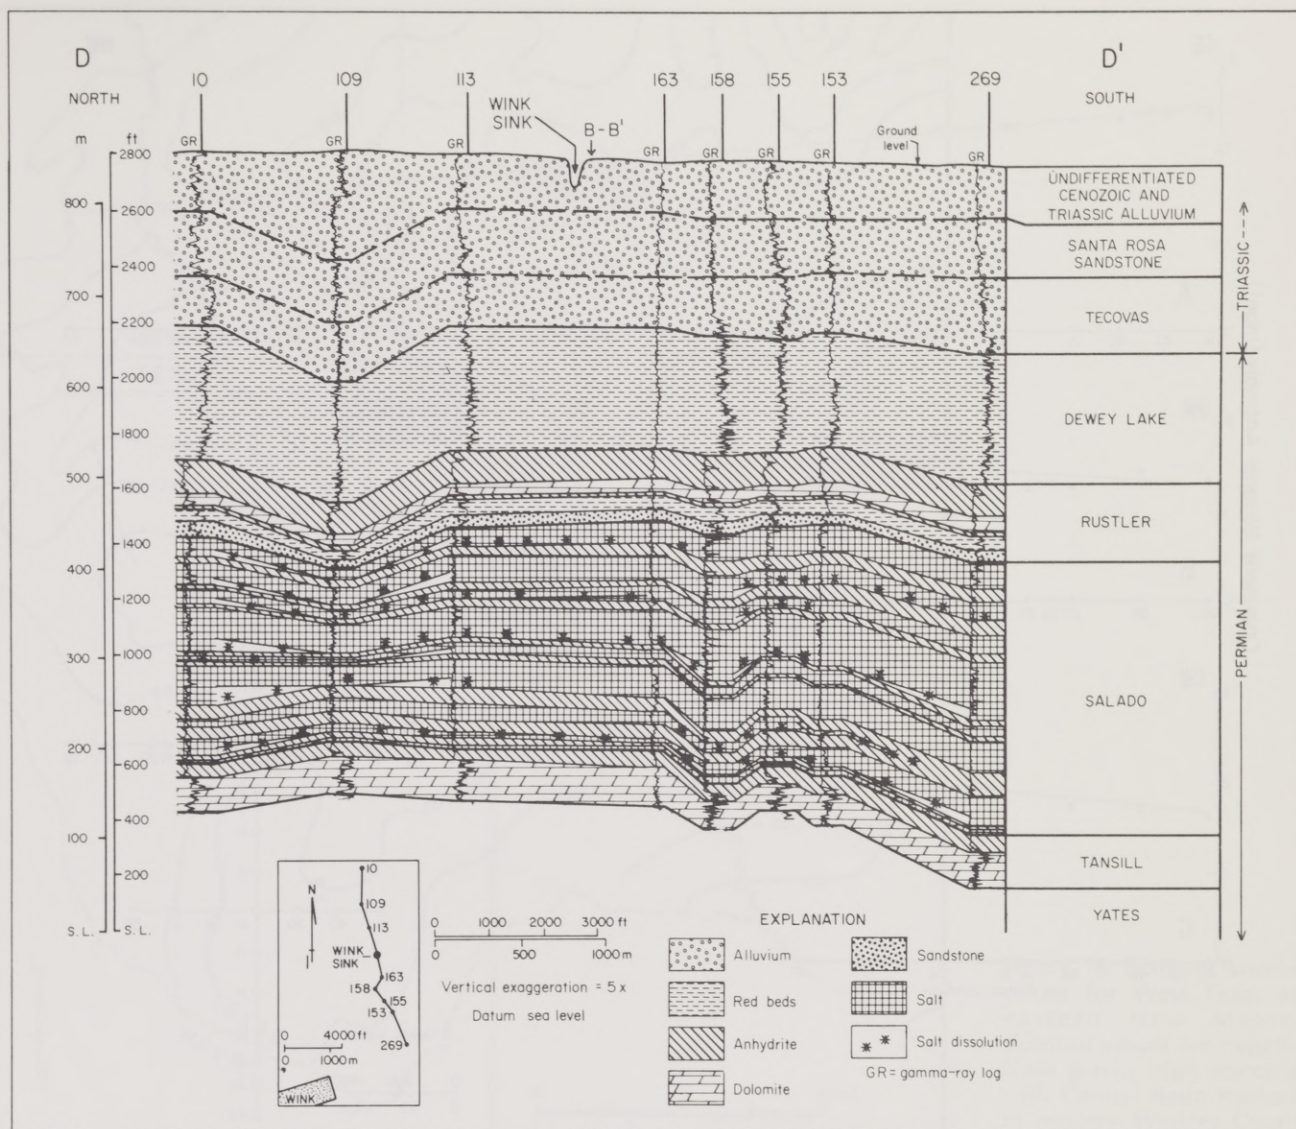 D
D'
10 109 113 163 158 155 153 269
NORTH
SOUTH
WINK
SINK
B-B'
Ground
level
m
ft
GR GR GR GR GR GR GR GR
2800
800
2600
2400
700
2200
2000
600
1800
500
1600
1400
400
1200
300
1000
800
200
600
400
100
200
S.L. S.L.
UNDIFFERENTIATED
CENOZOIC AND
TRIASSIC ALLUVIUM
SANTA ROSA
SANDSTONE
TECOVAS
DEWEY LAKE
RUSTLER
SALADO
TANSILL
YATES
TRIASSIC
PERMIAN
10
N
109
113
WINK
SINK
163
158
155
153
269
0 4000 ft
0 1000 m
WINK
0 1000 2000 3000 ft
0 500 1000 m
Vertical exaggeration = 5 x
Datum sea level
EXPLANATION
Alluvium
Red beds
Anhydrite
Dolomite
Sandstone
Salt
Salt dissolution
GR = gamma-ray log